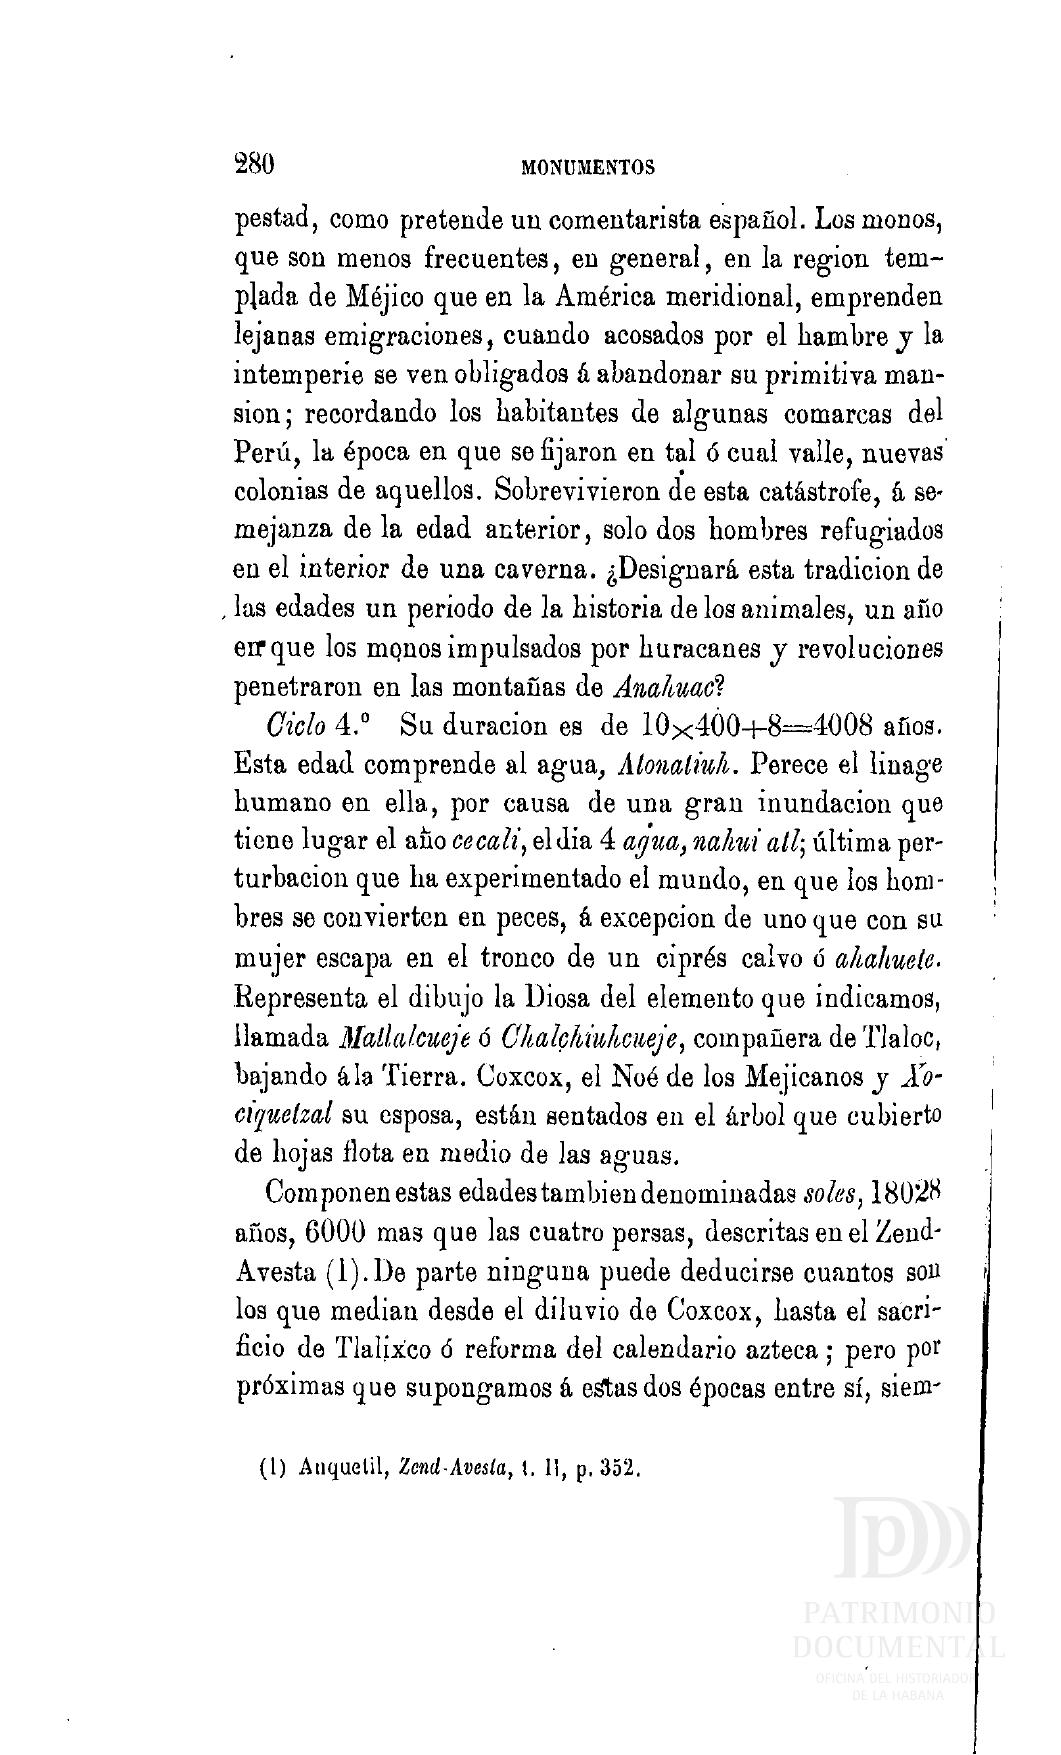 280 MONUMENTOS
pestad, como pretende un comentarista español. Los monos,
que son menos frecuentes, en general, en la region tem-
plada de Méjico que en la América meridional, emprenden
lejanas emigraciones, cuando acosados por el hambre y la
intemperie se ven obligados á abandonar su primitiva man-
sion; recordando los habitantes de algunas comarcas del
Perú, la época en que se fijaron en tal ó cual valle, nuevas
colonias de aquellos. Sobrevivieron de esta catástrofe, á se-
mejanza de la edad anterior, solo dos hombres refugiados
en el interior de una caverna. ¿Designará esta tradicion de
las edades un periodo de la historia de los animales, un año
en que los monos impulsados por huracanes y revoluciones
penetraron en las montañas de Anahuac?
Ciclo 4.º Su duracion es de 10×400+8=4008 años.
Esta edad comprende al agua, Atonatiuh. Perece el linage
humano en ella, por causa de una gran inundacion que
tiene lugar el año cecali, el dia 4 agua, nahui atl; última per-
turbacion que ha experimentado el mundo, en que los hom-
bres se convierten en peces, á excepcion de uno que con su
mujer escapa en el tronco de un ciprés calvo ó ahahuete.
Representa el dibujo la Diosa del elemento que indicamos,
llamada Matlalcueje ó Chalchiuhcueje, compañera de Tlaloc,
bajando á la Tierra. Coxcox, el Noé de los Mejicanos y Xo-
ciquetzal su esposa, están sentados en el árbol que cubierto
de hojas flota en medio de las aguas.
Componen estas edades tambien denominadas soles, 18028
años, 6000 mas que las cuatro persas, descritas en el Zend-
Avesta (1). De parte ninguna puede deducirse cuantos son
los que median desde el diluvio de Coxcox, hasta el sacri-
ficio de Tlalixco ó reforma del calendario azteca; pero por
próximas que supongamos á estas dos épocas entre sí, siem-
(1) Anquetil, Zend-Avesta, t. II, p. 352.
PATRIMONIO
DOCUMENTAL
OFICINA DEL HISTORIADOR
DE LA HABANA